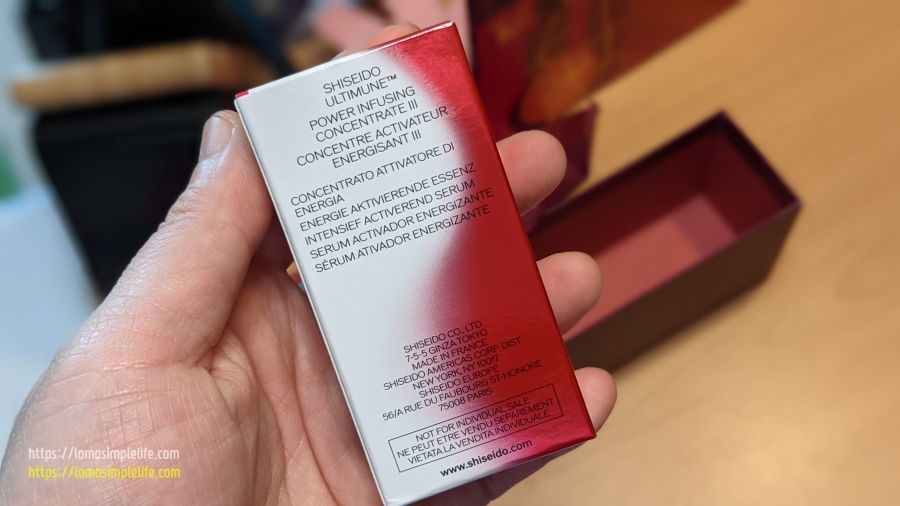 SHISEIDO
ULTIMUNE™
POWER INFUSING
CONCENTRATE III
CONCENTRE ACTIVATEUR
ENERGISANT III
CONCENTRATO ATTIVATORE DI
ENERGIA
ENERGIE AKTIVIERENDE ESSENZ
INTENSIEF ACTIVEREND SERUM
SERUM ACTIVADOR ENERGIZANTE
SÉRUM ATIVADOR ENERGIZANTE
SHISEIDO CO., LTD.
7-5-5 GINZA TOKYO
MADE IN FRANCE
SHISEIDO AMERICAS CORP. DIST.
NEW YORK, NY 10017
SHISEIDO EUROPE
56/A RUE DU FAUBOURG ST-HONORE
75008 PARIS
NOT FOR INDIVIDUAL SALE
NE PEUT ETRE VENDU SEPAREMENT
VIETATA LA VENDITA INDIVIDUALE
www.shiseido.com
https://lomosimplelife.com
https://lomosimplelife.com